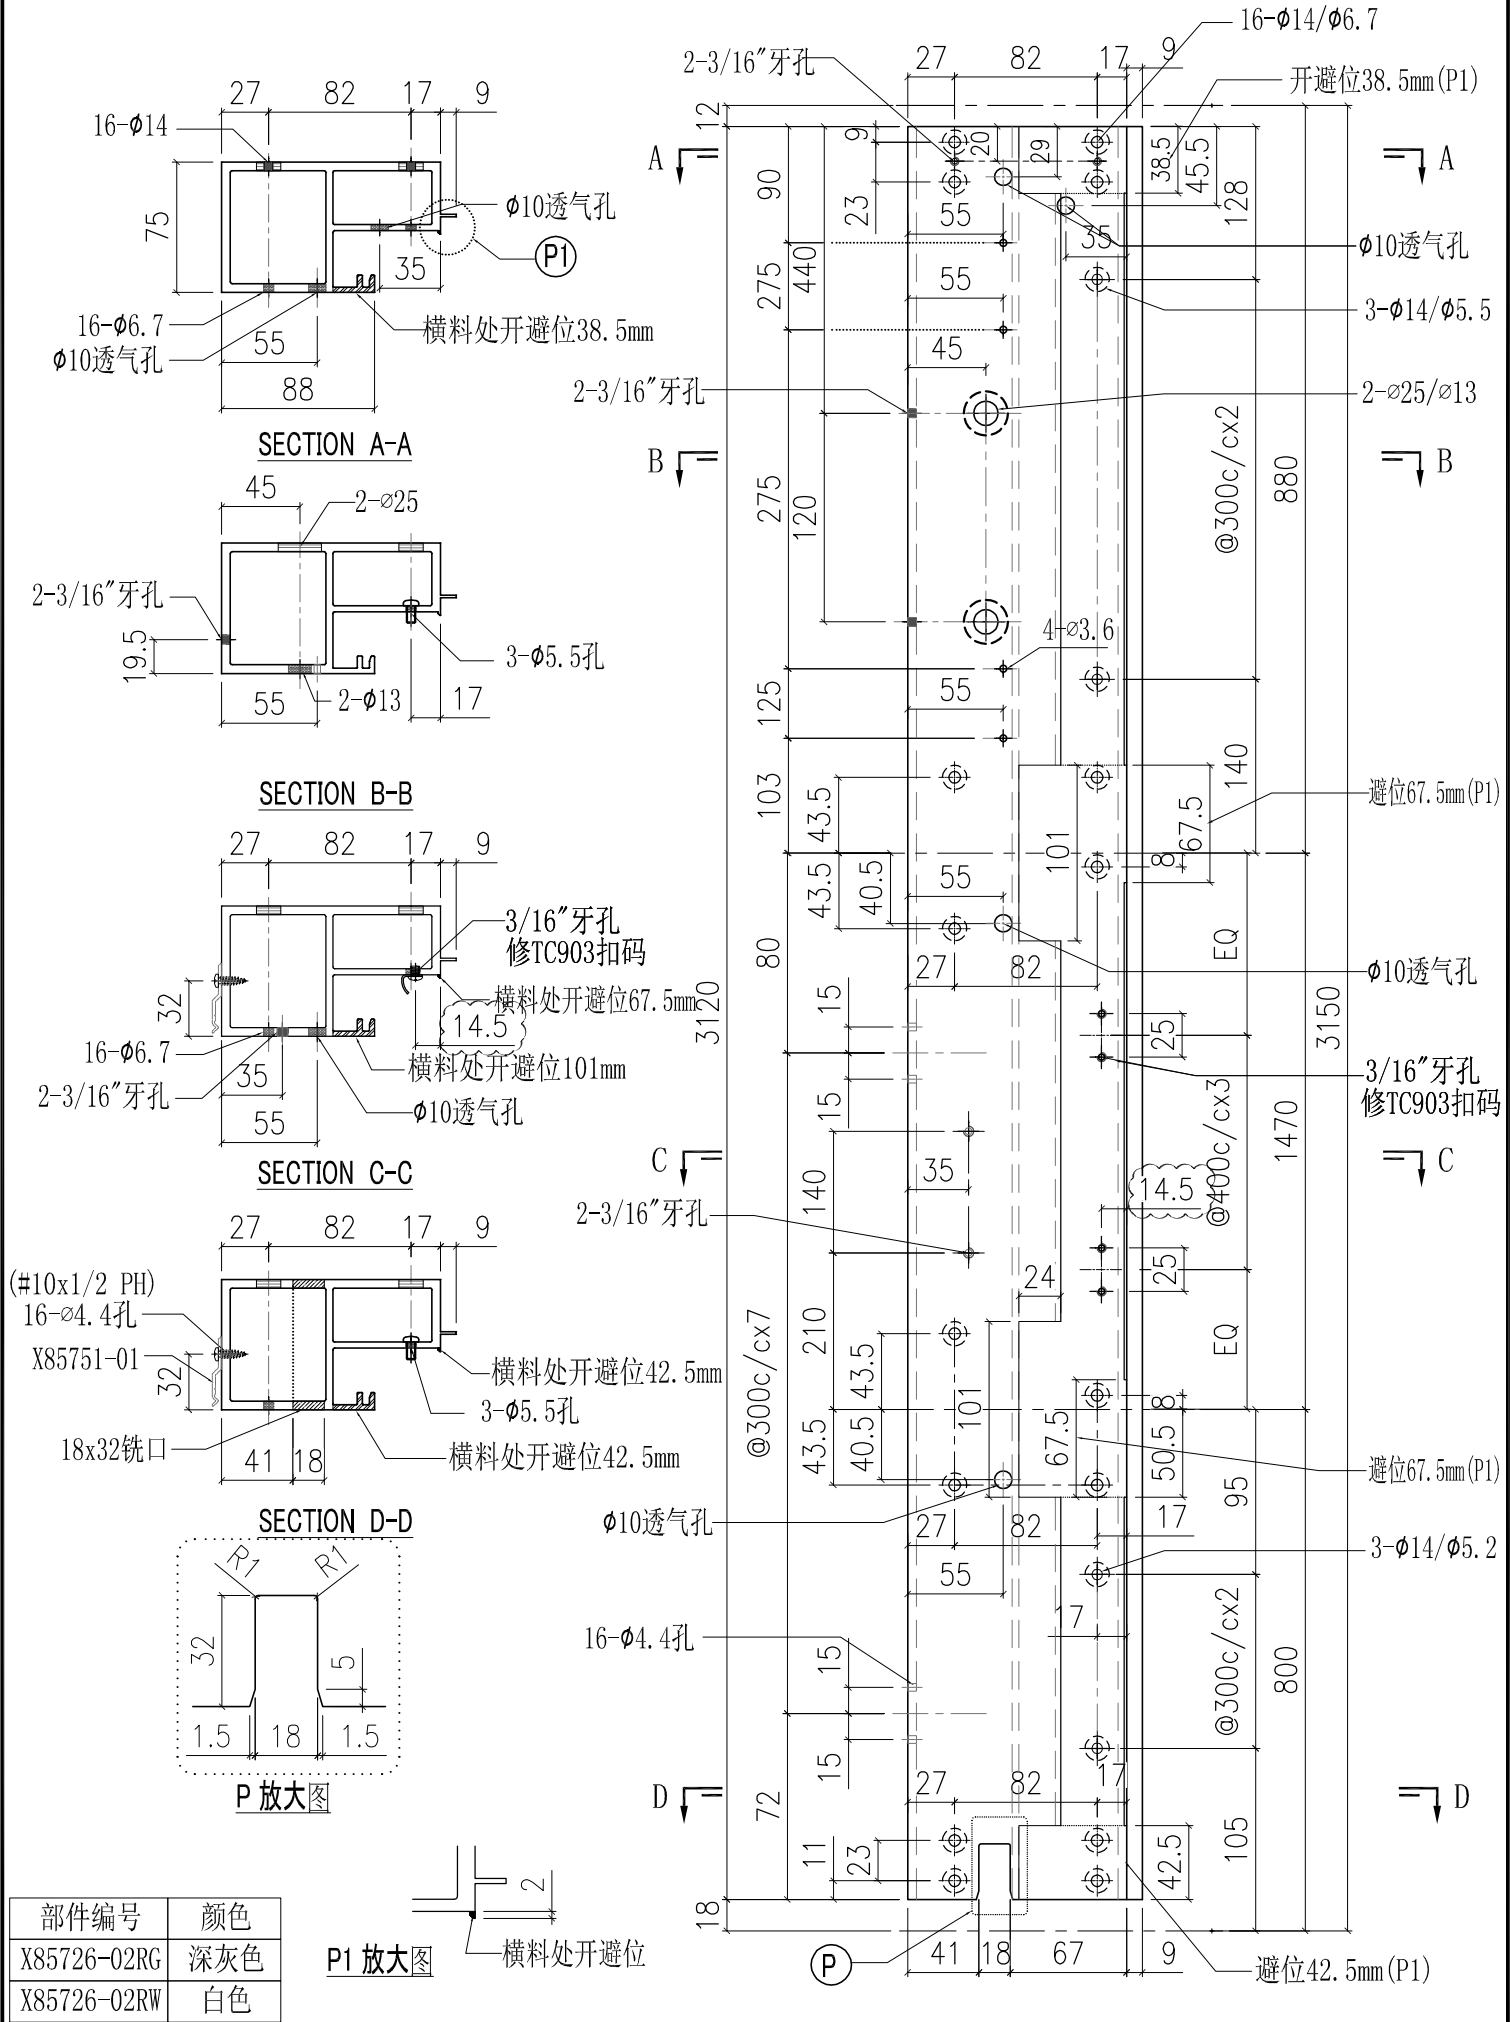 27 82 17 9
16-ϕ14
75
ϕ10透气孔
P1
35
16-ϕ6.7
横料处开避位38.5mm
ϕ10透气孔
55
88
SECTION A-A
45
2-⌀25
2-3/16"牙孔
19.5
3-ϕ5.5孔
2-ϕ13
55
17
SECTION B-B
27 82 17 9
3/16"牙孔
修TC903扣码
32
横料处开避位67.5mm
14.5
16-ϕ6.7
35
横料处开避位101mm
2-3/16"牙孔
ϕ10透气孔
55
SECTION C-C
27 82 17 9
(#10x1/2 PH)
16-⌀4.4孔
X85751-01
32
横料处开避位42.5mm
3-ϕ5.5孔
18x32铣口
41 18
横料处开避位42.5mm
SECTION D-D
R1 R1
32
5
1.5 18 1.5
P 放大图
2
横料处开避位
P1 放大图
部件编号 颜色
X85726-02RG 深灰色
X85726-02RW 白色
16-ϕ14/ϕ6.7
2-3/16"牙孔
27 82 17 9
开避位38.5mm(P1)
12
A A
9
20
29
38.5
45.5
128
90
23
55
35
ϕ10透气孔
275
440
55
3-ϕ14/ϕ5.5
45
2-3/16"牙孔
2-⌀25/⌀13
B B
@300c/cx2
880
275
120
4-⌀3.6
125
55
140
103
43.5
101
67.5
避位67.5mm(P1)
8
43.5
40.5
55
80
EQ
27 82
ϕ10透气孔
3120
15
25
3150
15
3/16"牙孔
修TC903扣码
@400c/cx3
1470
C C
140
35
14.5
2-3/16"牙孔
24
25
210
43.5
EQ
@300c/cx7
101
8
43.5
40.5
67.5
50.5
95
避位67.5mm(P1)
ϕ10透气孔
27 82
17
3-ϕ14/ϕ5.2
55
17
16-ϕ4.4孔
15
@300c/cx2
800
15
D D
27 82 17
72
11
23
42.5
105
18
P
41 18 67 9
避位42.5mm(P1)